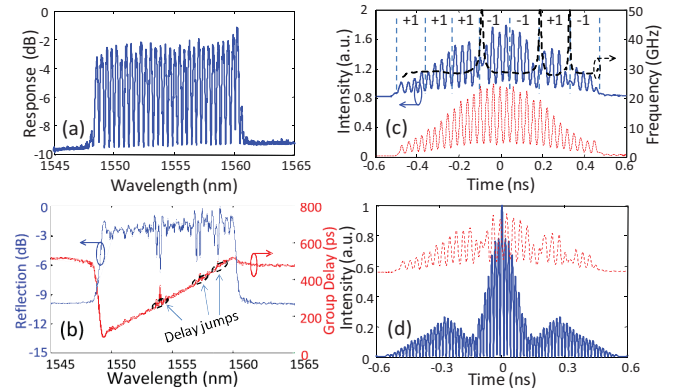 0
-2
-4
-6
-8
-10
Response (dB)
(a)
1545 1550 1555 1560 1565
Wavelength (nm)
+1 +1 +1 -1 -1 +1 -1
2
1.6
1.2
0.8
0.4
0
Intensity (a.u.)
50
40
30
20
10
0
Frequency (GHz)
(c)
-0.6 -0.4 -0.2 0 0.2 0.4 0.6
Time (ns)
0
-3
-6
-9
-12
-15
Reflection (dB)
800
600
400
200
0
Group Delay (ps)
(b)
Delay jumps
1545 1550 1555 1560 1565
Wavelength (nm)
1
0.8
0.6
0.4
0.2
0
Intensity (a.u.)
(d)
-0.6 -0.3 0 0.3 0.6
Time (ns)